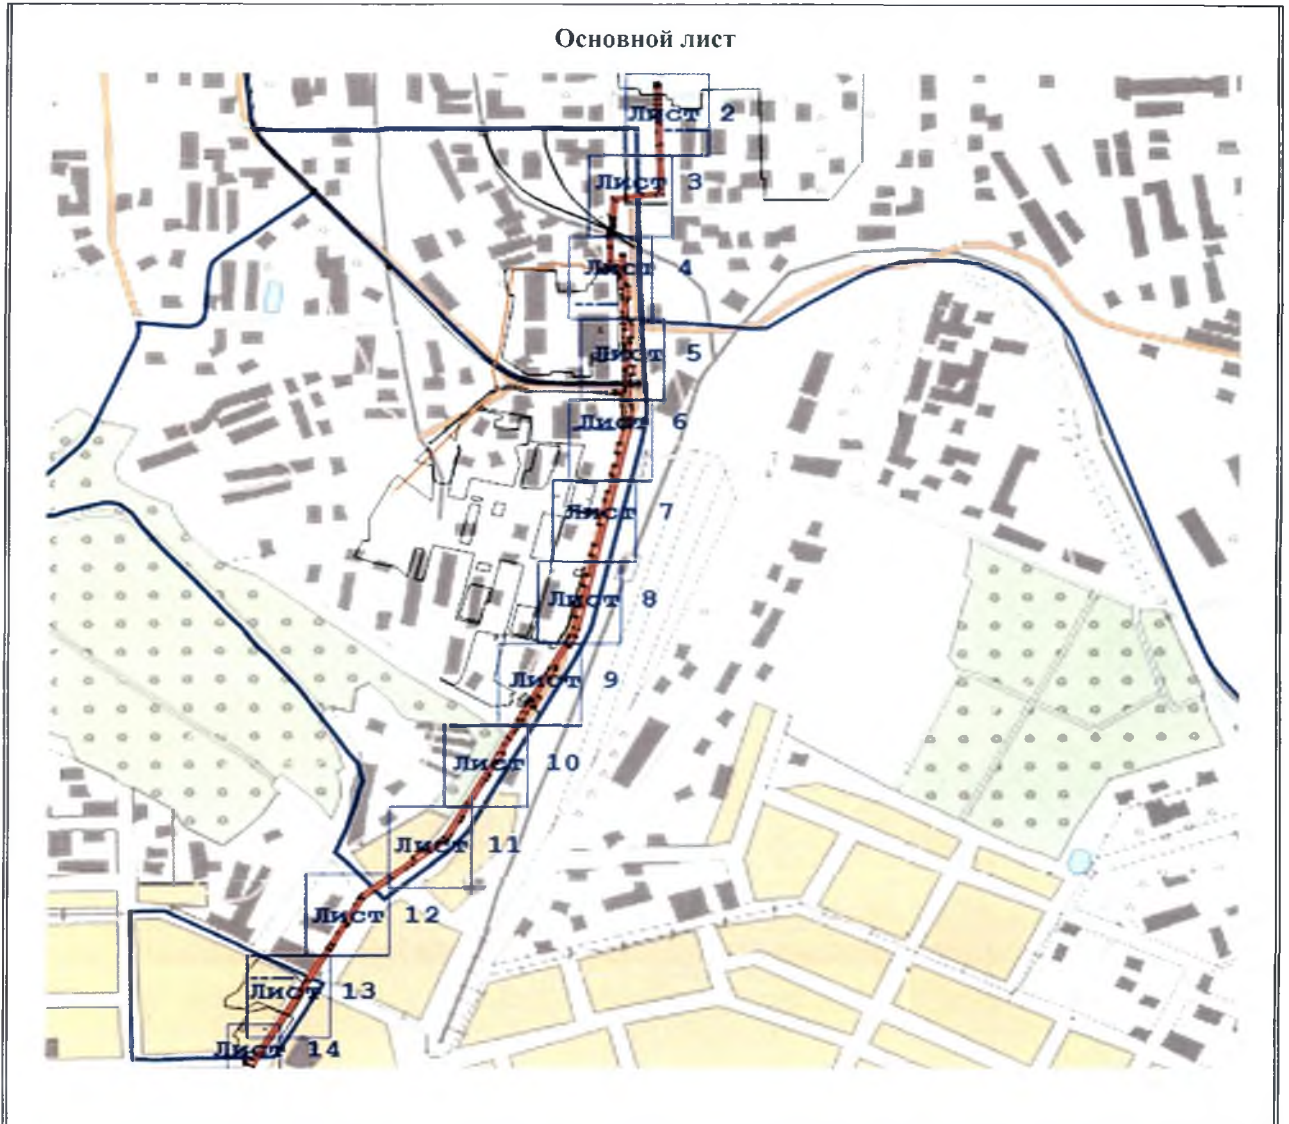 Основной лист
Лист 2
Лист 3
Лист 4
Лист 5
Лист 6
Лист 7
Лист 8
Лист 9
Лист 10
Лист 11
Лист 12
Лист 13
Лист 14